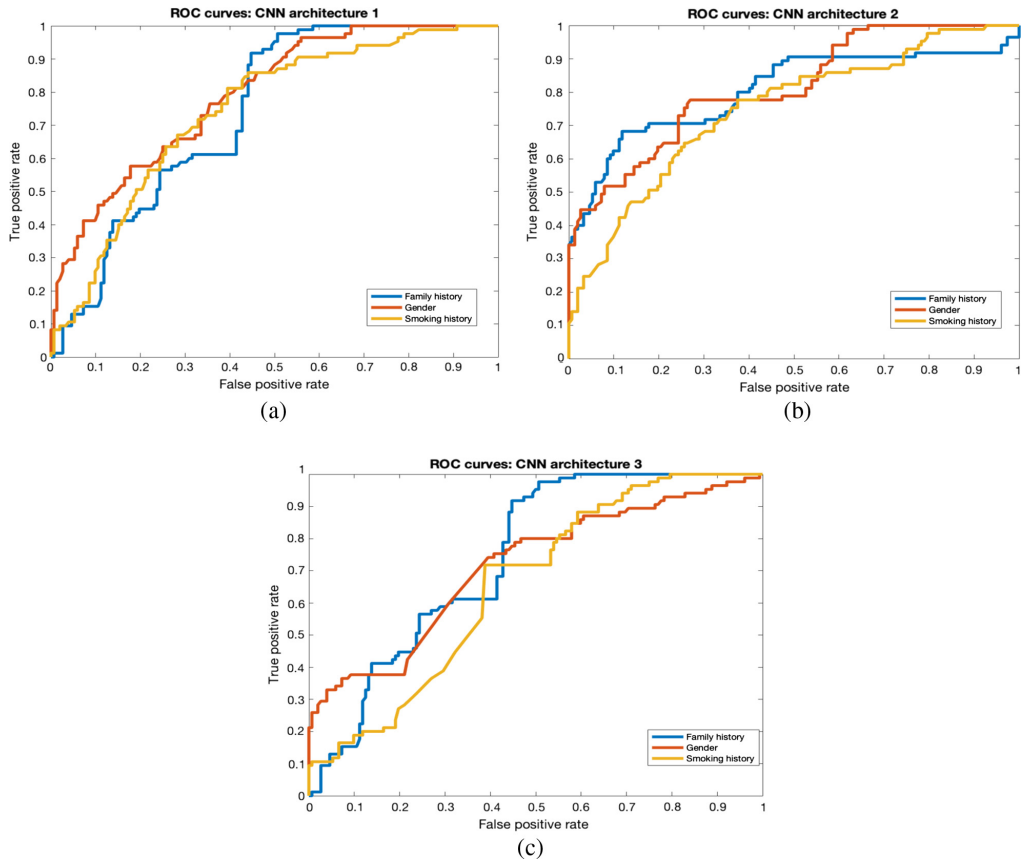 ROC curves: CNN architecture 1
1
0.9
0.8
0.7
0.6
0.5
0.4
0.3
0.2
0.1
0
True positive rate
Family history
Gender
Smoking history
0 0.1 0.2 0.3 0.4 0.5 0.6 0.7 0.8 0.9 1
False positive rate
(a)
ROC curves: CNN architecture 2
1
0.9
0.8
0.7
0.6
0.5
0.4
0.3
0.2
0.1
0
True positive rate
Family history
Gender
Smoking history
0 0.1 0.2 0.3 0.4 0.5 0.6 0.7 0.8 0.9 1
False positive rate
(b)
ROC curves: CNN architecture 3
1
0.9
0.8
0.7
0.6
0.5
0.4
0.3
0.2
0.1
0
True positive rate
Family history
Gender
Smoking history
0 0.1 0.2 0.3 0.4 0.5 0.6 0.7 0.8 0.9 1
False positive rate
(c)